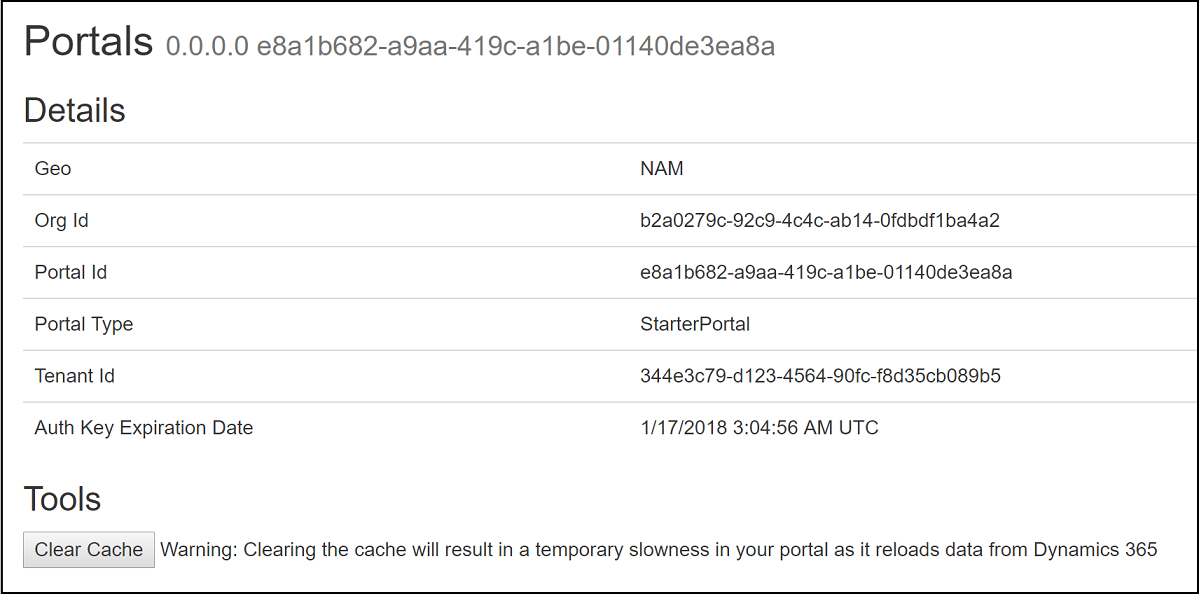 Portals 0.0.0.0 e8a1b682-a9aa-419c-a1be-01140de3ea8a
Details
Geo NAM
Org Id b2a0279c-92c9-4c4c-ab14-0fdbdf1ba4a2
Portal Id e8a1b682-a9aa-419c-a1be-01140de3ea8a
Portal Type StarterPortal
Tenant Id 344e3c79-d123-4564-90fc-f8d35cb089b5
Auth Key Expiration Date 1/17/2018 3:04:56 AM UTC
Tools
Clear Cache Warning: Clearing the cache will result in a temporary slowness in your portal as it reloads data from Dynamics 365